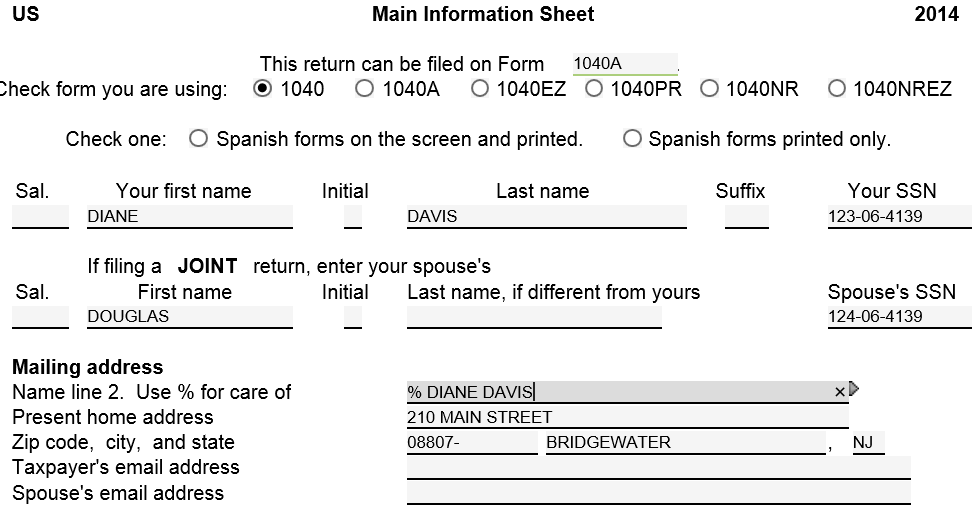 US Main Information Sheet 2014
This return can be filed on Form 1040A
Check form you are using: 1040 1040A 1040EZ 1040PR 1040NR 1040NREZ
Check one: Spanish forms on the screen and printed. Spanish forms printed only.
Sal. Your first name Initial Last name Suffix Your SSN
DIANE DAVIS 123-06-4139
If filing a JOINT return, enter your spouse's
Sal. First name Initial Last name, if different from yours Spouse's SSN
DOUGLAS 124-06-4139
Mailing address
Name line 2. Use % for care of % DIANE DAVIS ×
Present home address 210 MAIN STREET
Zip code, city, and state 08807- BRIDGEWATER , NJ
Taxpayer's email address
Spouse's email address